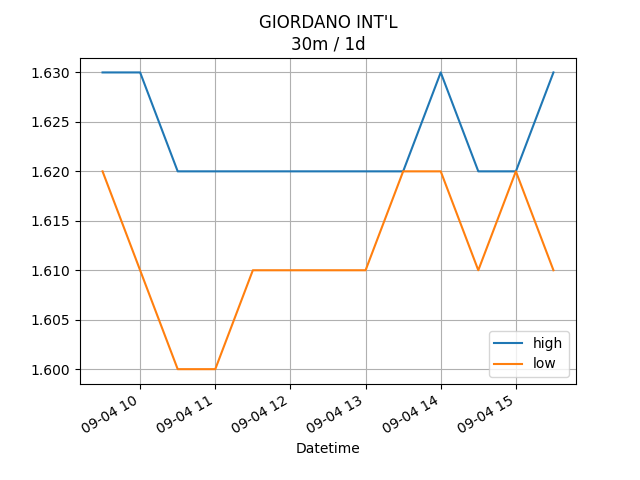 GIORDANO INT'L
30m / 1d
1.630
1.625
1.620
1.615
1.610
1.605
1.600
high
low
09-04 10
09-04 11
09-04 12
09-04 13
09-04 14
09-04 15
Datetime